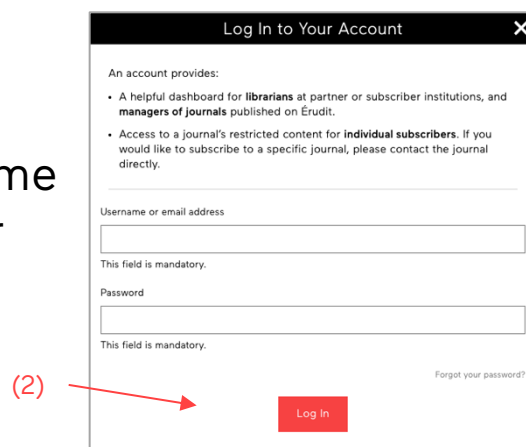 Log In to Your Account
An account provides:
• A helpful dashboard for librarians at partner or subscriber institutions, and
managers of journals published on Érudit.
• Access to a journal's restricted content for individual subscribers. If you
would like to subscribe to a specific journal, please contact the journal
directly.
Username or email address
This field is mandatory.
Password
This field is mandatory.
Forgot your password?
(2)
Log In